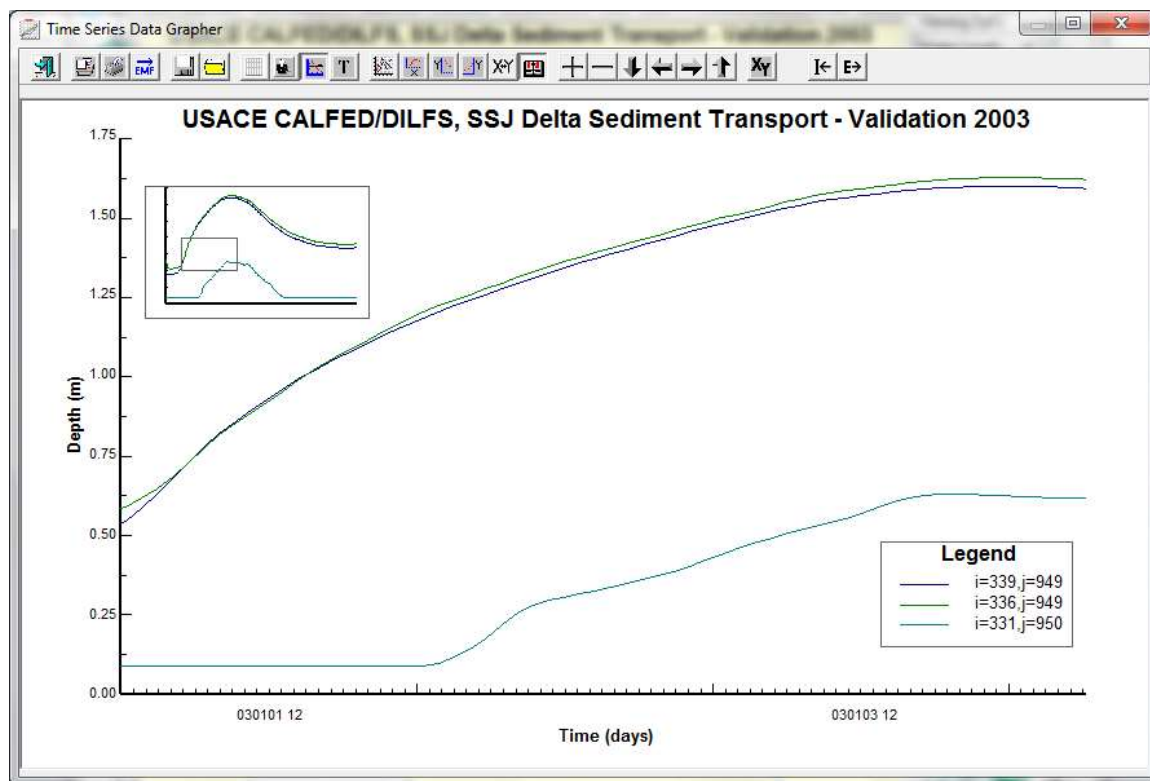 Time Series Data Grapher
EMF
T
X Y
Y
X+Y
XY
I← E→
USACE CALFED/DILFS, SSJ Delta Sediment Transport - Validation 2003
1.75
1.50
1.25
1.00
0.75
0.50
0.25
0.00
Depth (m)
Legend
i=339,j=949
i=336,j=949
i=331,j=950
030101 12
030103 12
Time (days)